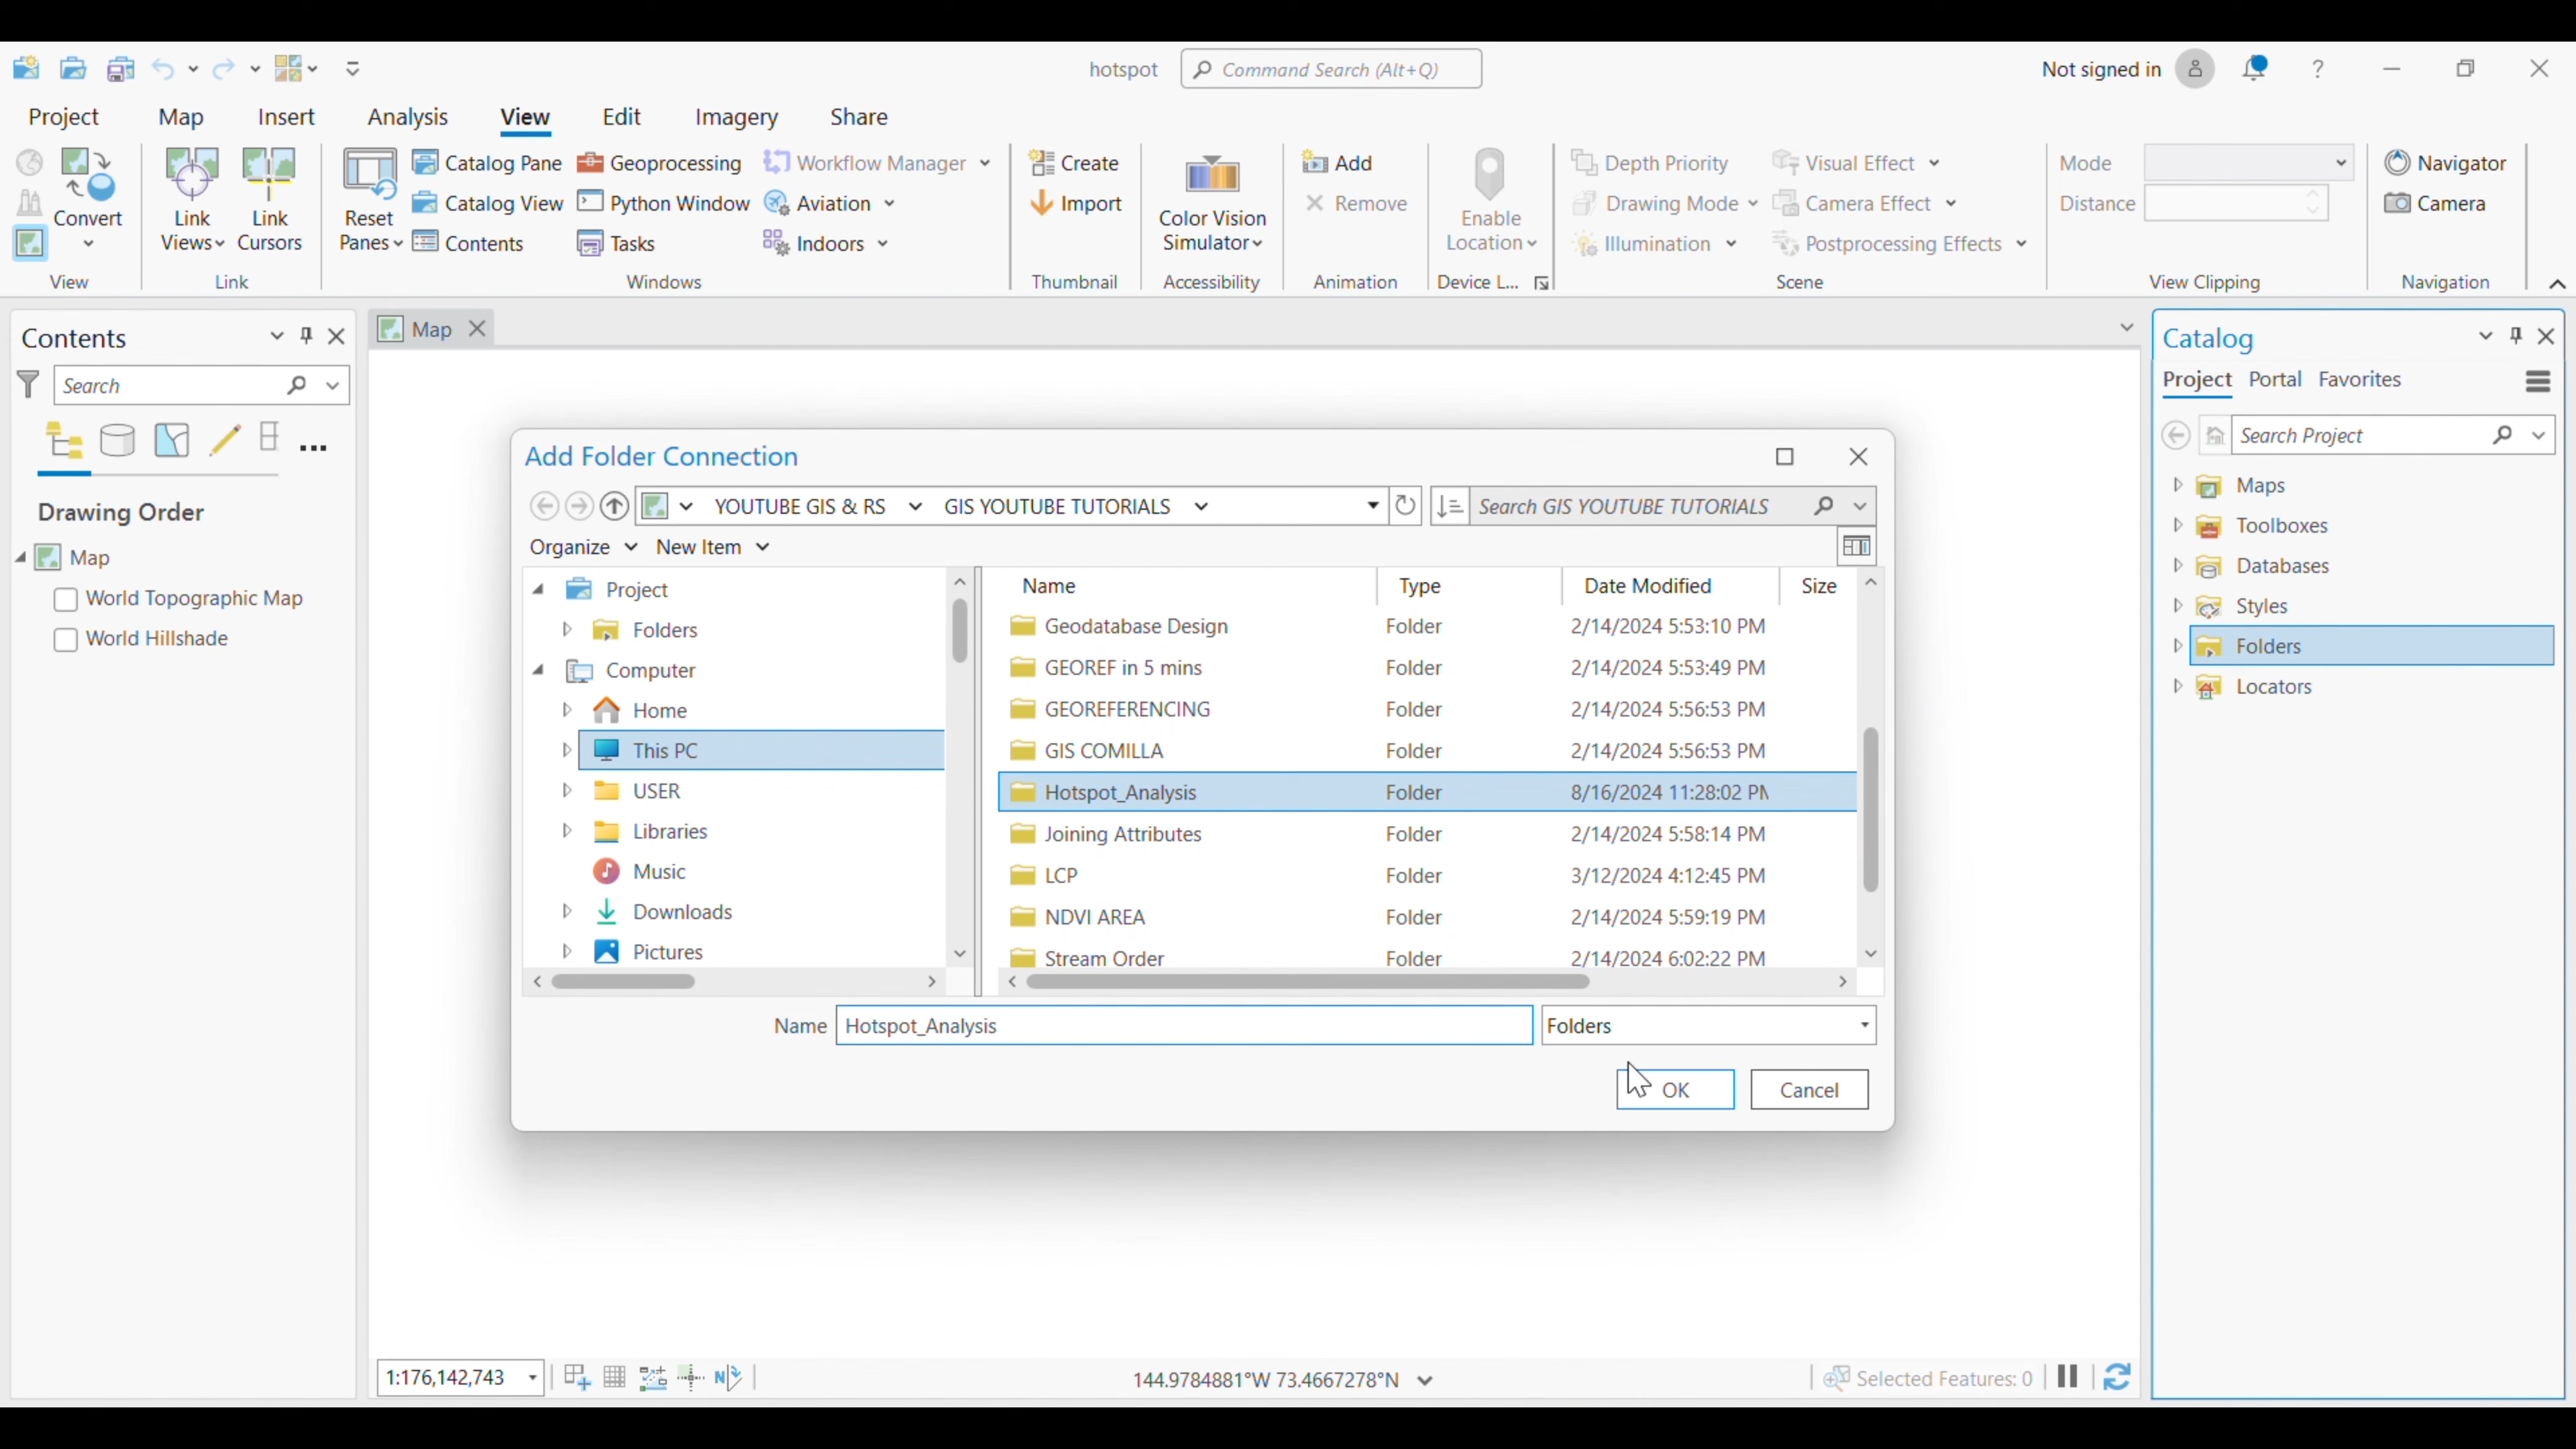 hotspot Command Search (Alt+Q) Not signed in
Project Map Insert Analysis View Edit Imagery Share
Convert
View
Link Views
Link Cursors
Link
Reset Panes
Catalog Pane
Catalog View
Contents
Geoprocessing
Python Window
Tasks
Workflow Manager
Aviation
Indoors
Windows
Create
Import
Thumbnail
Color Vision Simulator
Accessibility
Add
Remove
Animation
Enable Location
Device L...
Depth Priority
Drawing Mode
Illumination
Visual Effect
Camera Effect
Postprocessing Effects
Scene
Mode
Distance
View Clipping
Navigator
Camera
Navigation
Contents
Search
Drawing Order
Map
World Topographic Map
World Hillshade
Map
Add Folder Connection
YOUTUBE GIS & RS GIS YOUTUBE TUTORIALS Search GIS YOUTUBE TUTORIALS
Organize New Item
Project
Folders
Computer
Home
This PC
USER
Libraries
Music
Downloads
Pictures
Name Type Date Modified Size
Geodatabase Design Folder 2/14/2024 5:53:10 PM
GEOREF in 5 mins Folder 2/14/2024 5:53:49 PM
GEOREFERENCING Folder 2/14/2024 5:56:53 PM
GIS COMILLA Folder 2/14/2024 5:56:53 PM
Hotspot_Analysis Folder 8/16/2024 11:28:02 PM
Joining Attributes Folder 2/14/2024 5:58:14 PM
LCP Folder 3/12/2024 4:12:45 PM
NDVI AREA Folder 2/14/2024 5:59:19 PM
Stream Order Folder 2/14/2024 6:02:22 PM
Name Hotspot_Analysis Folders
OK Cancel
1:176,142,743 144.9784881°W 73.4667278°N Selected Features: 0
Catalog
Project Portal Favorites
Search Project
Maps
Toolboxes
Databases
Styles
Folders
Locators